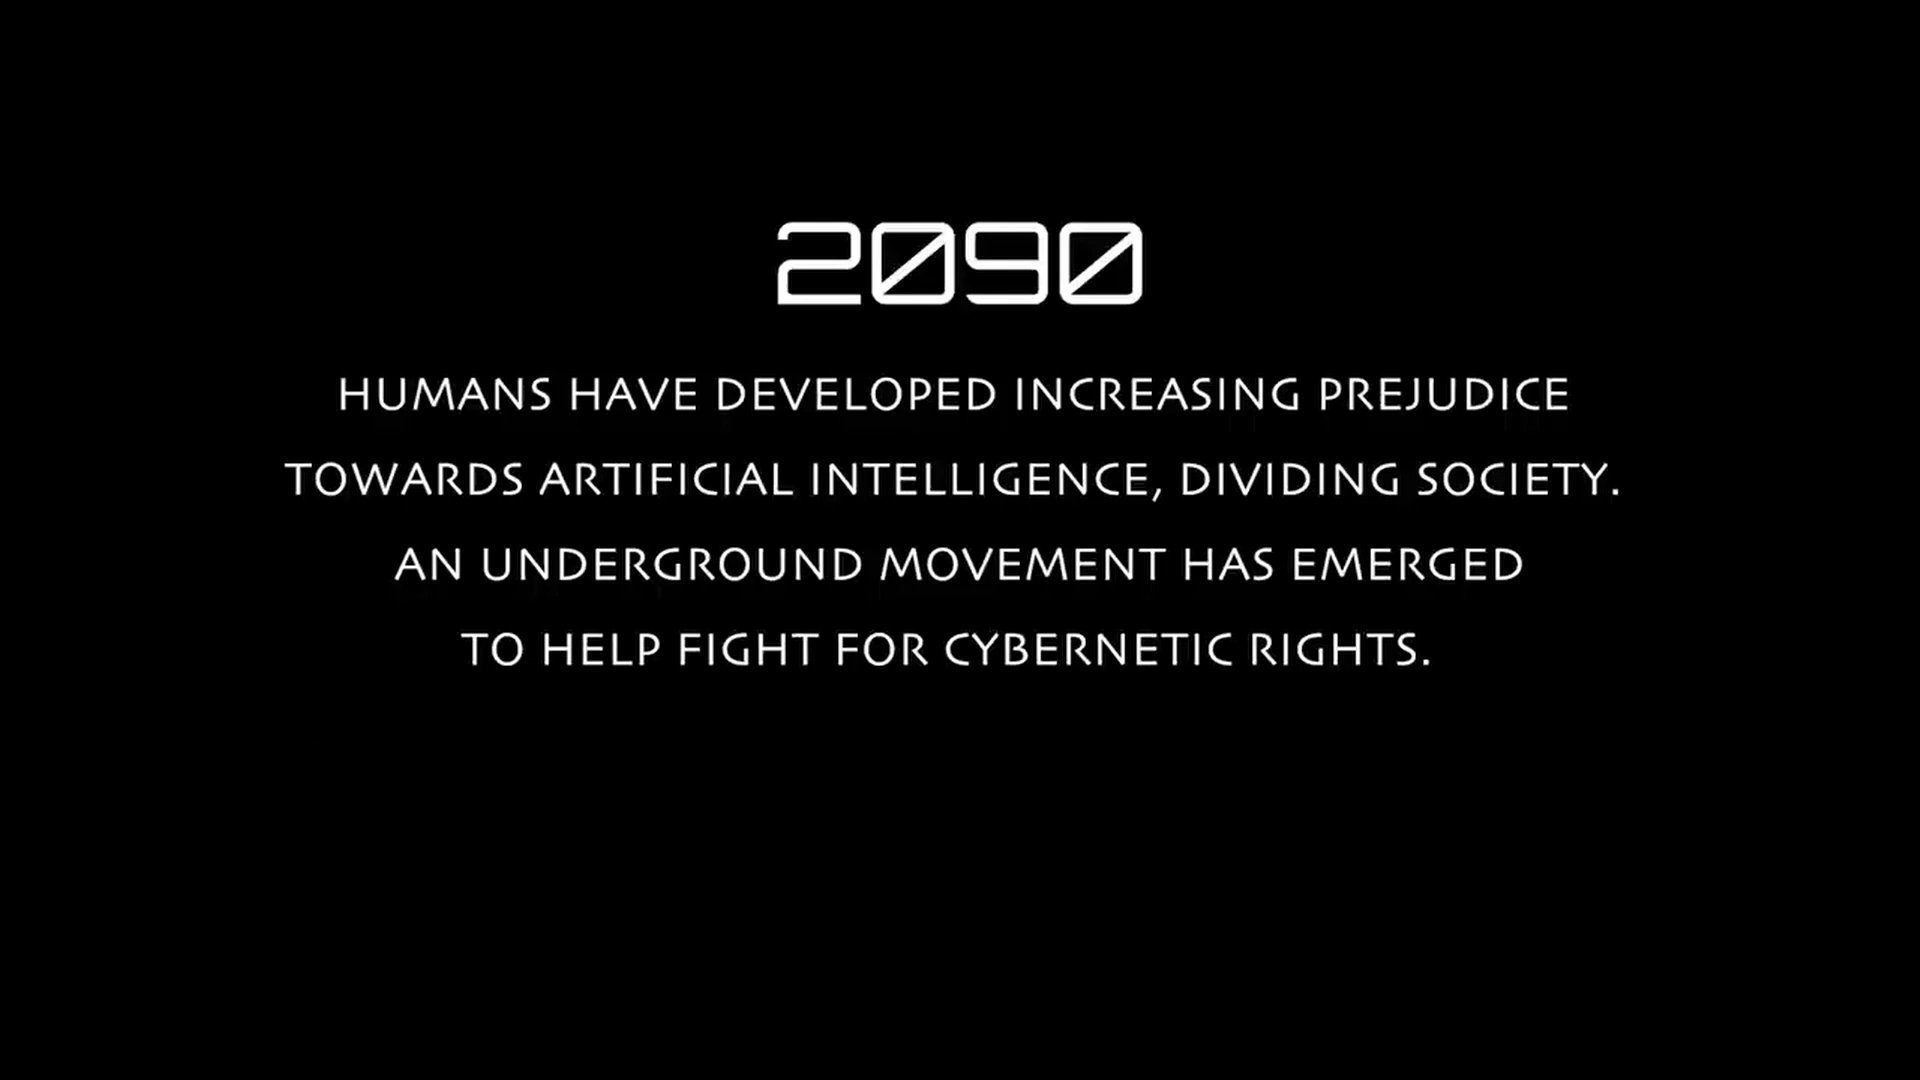 2090
HUMANS HAVE DEVELOPED INCREASING PREJUDICE
TOWARDS ARTIFICIAL INTELLIGENCE, DIVIDING SOCIETY.
AN UNDERGROUND MOVEMENT HAS EMERGED
TO HELP FIGHT FOR CYBERNETIC RIGHTS.